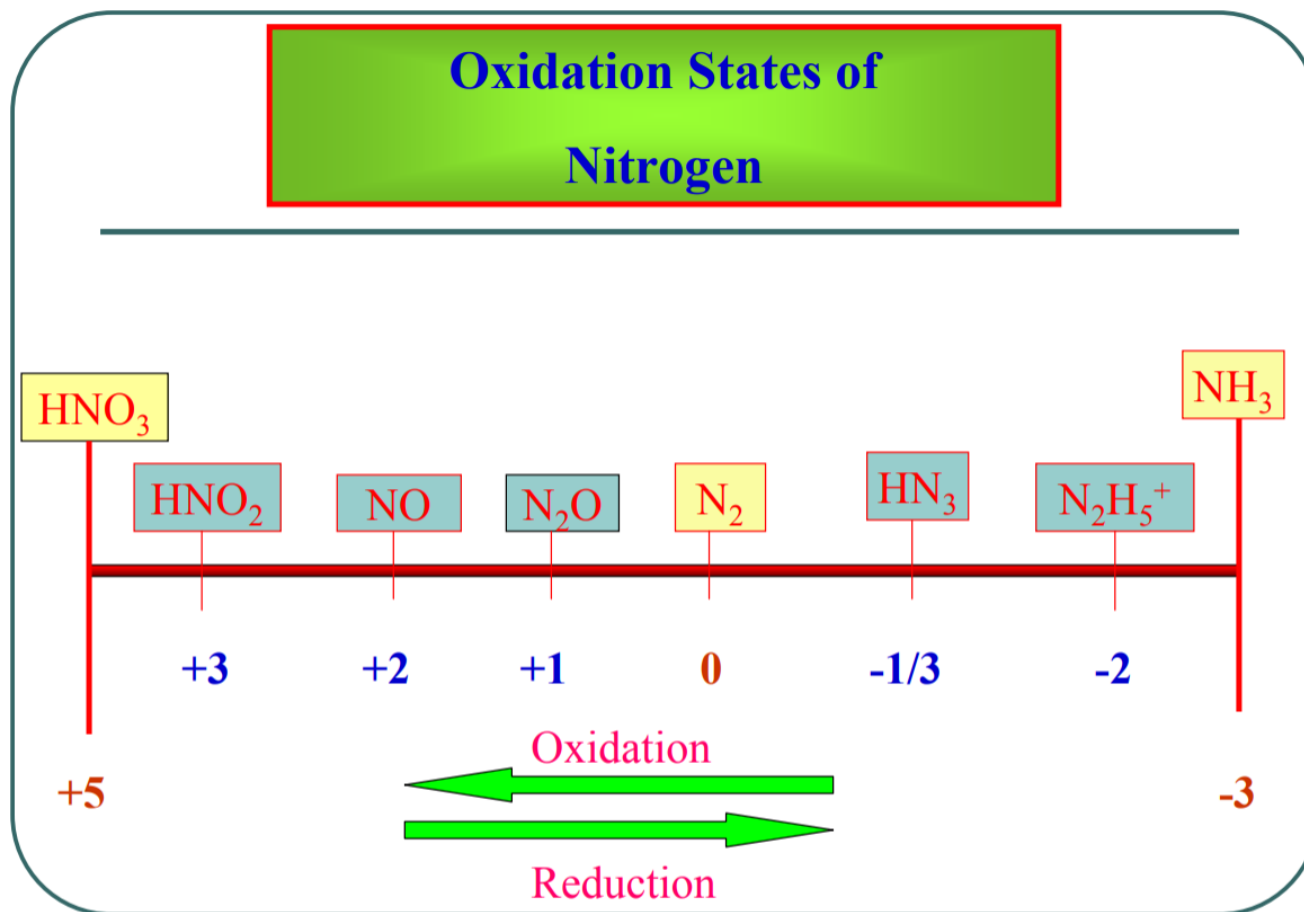 Oxidation States of
Nitrogen
HNO₃
NH₃
HNO₂
NO
N₂O
N₂
HN₃
N₂H₅⁺
+3
+2
+1
0
-1/3
-2
+5
-3
Oxidation
Reduction